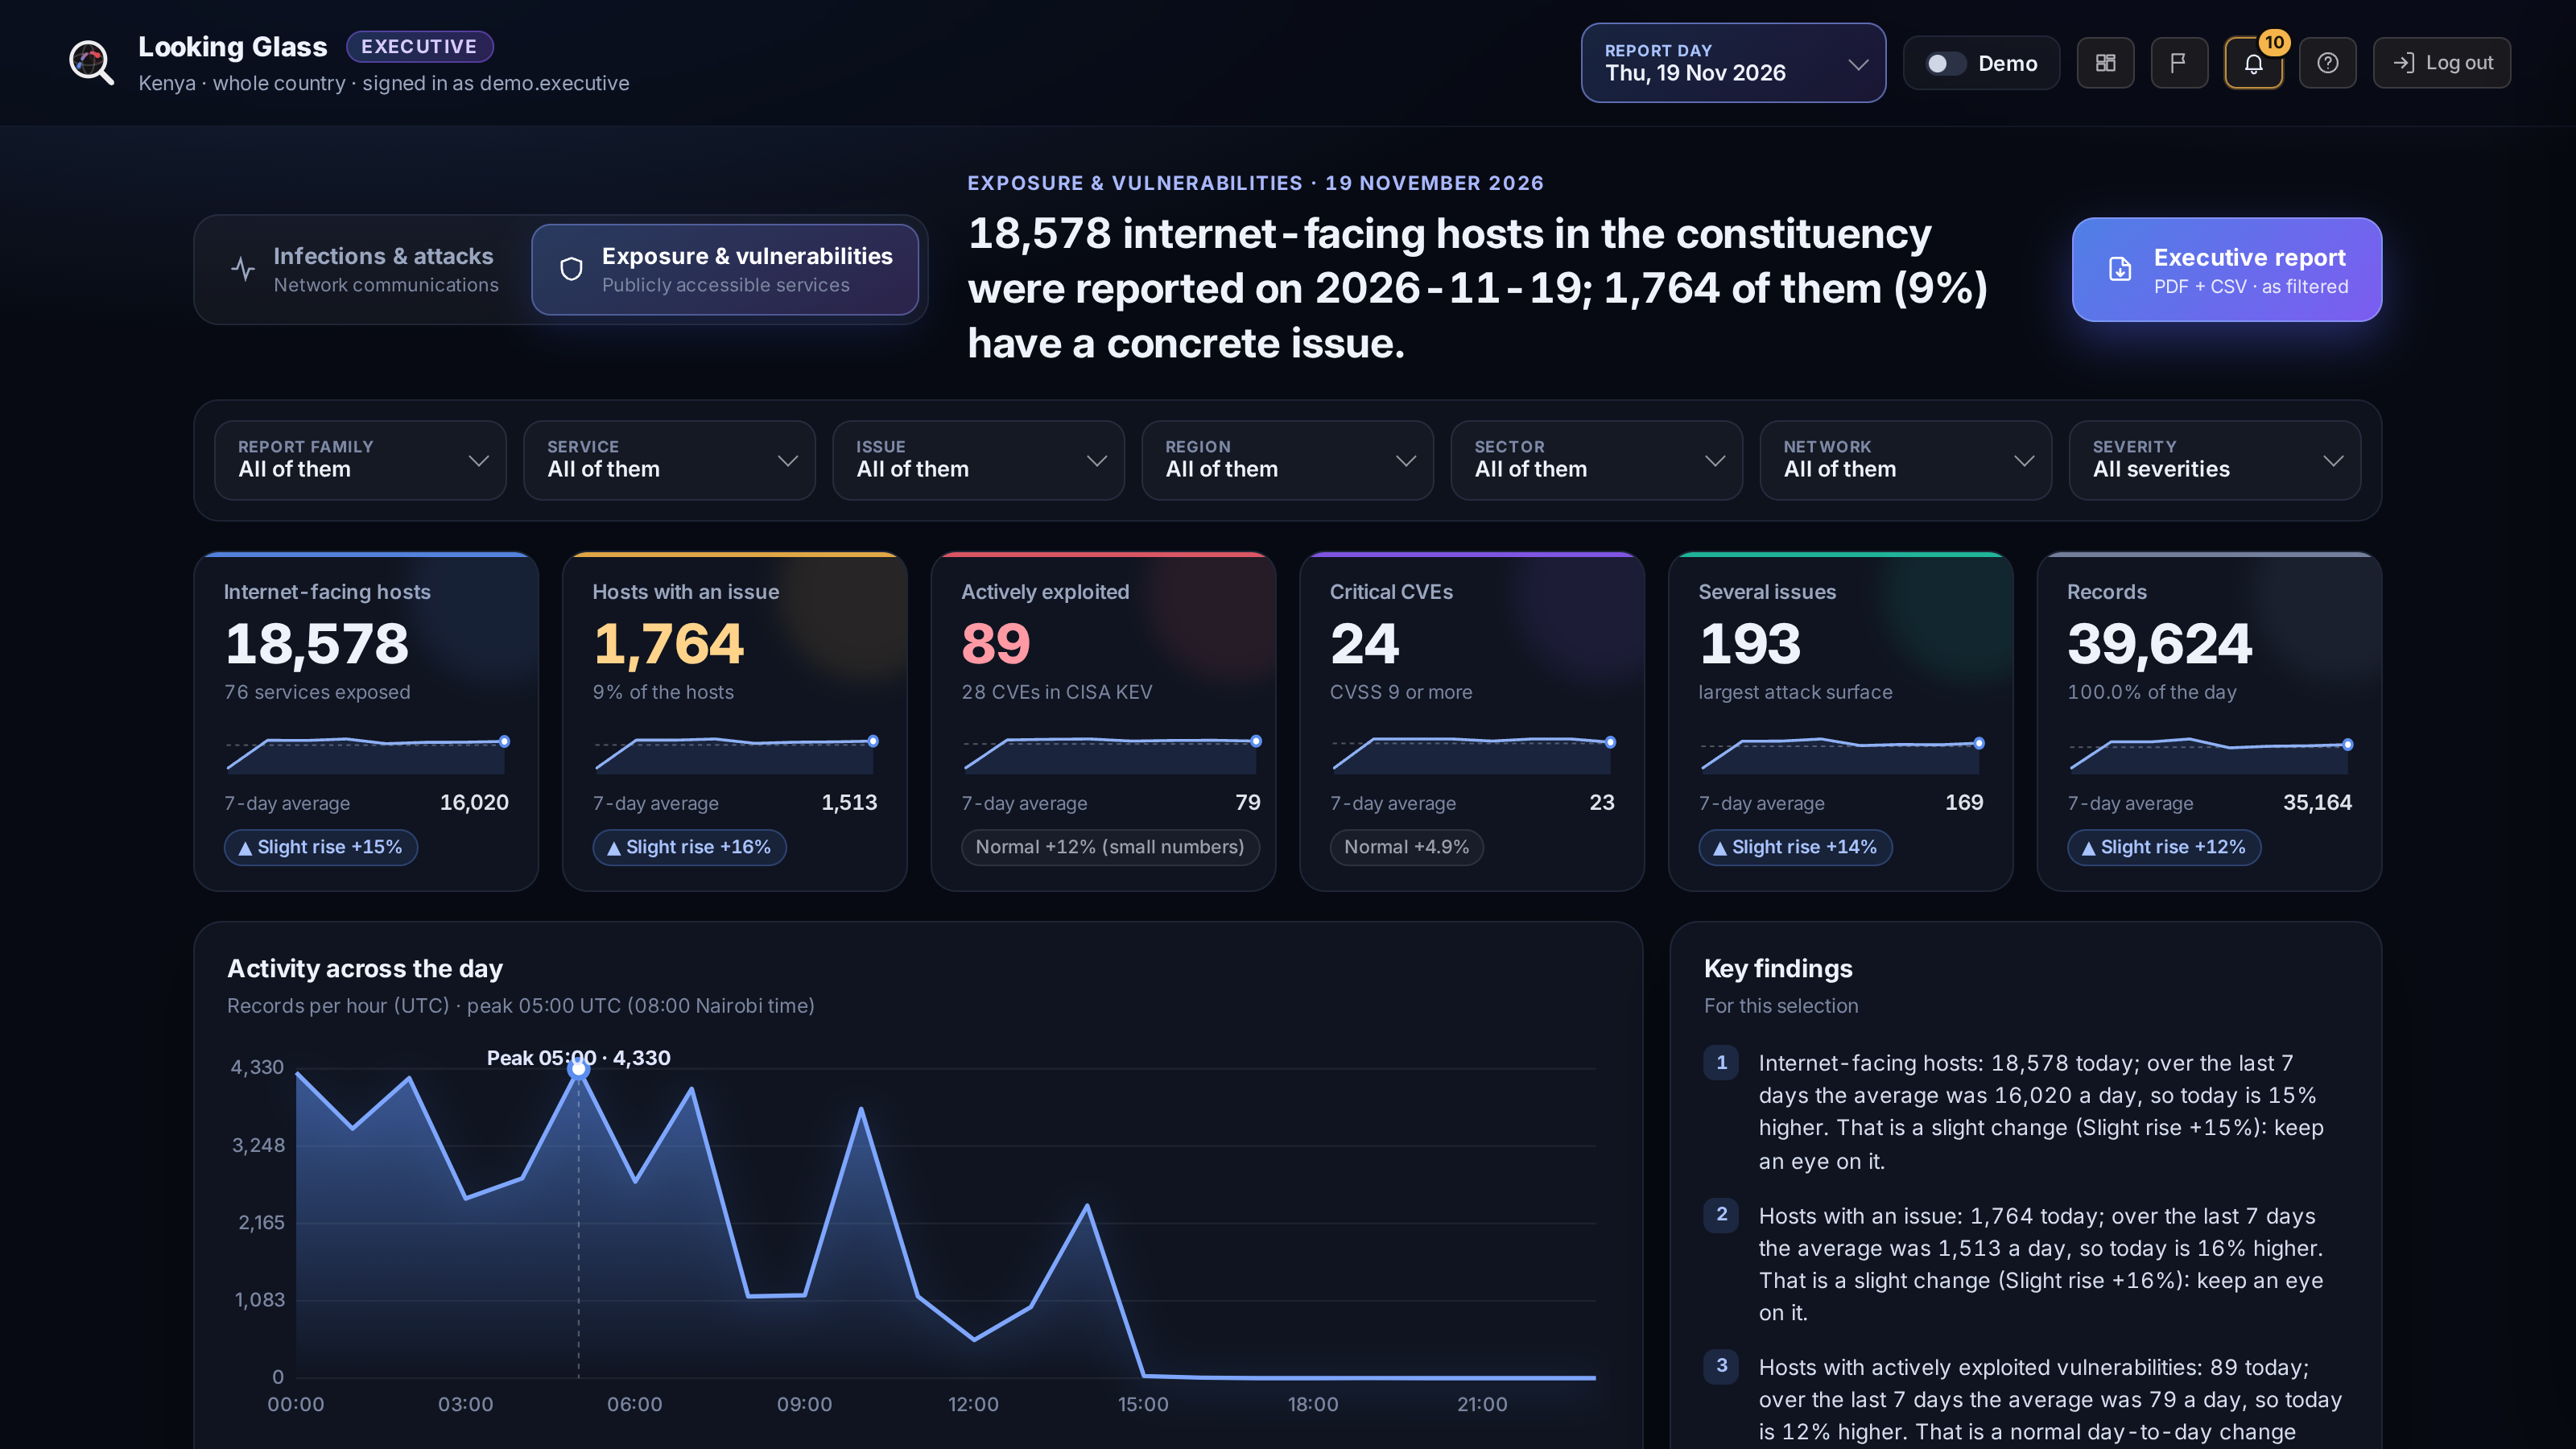 Looking Glass EXECUTIVE
Kenya · whole country · signed in as demo.executive
REPORT DAY
Thu, 19 Nov 2026
Demo
10
Log out
Infections & attacks
Network communications
Exposure & vulnerabilities
Publicly accessible services
EXPOSURE & VULNERABILITIES · 19 NOVEMBER 2026
18,578 internet-facing hosts in the constituency
were reported on 2026-11-19; 1,764 of them (9%)
have a concrete issue.
Executive report
PDF + CSV · as filtered
REPORT FAMILY
All of them
SERVICE
All of them
ISSUE
All of them
REGION
All of them
SECTOR
All of them
NETWORK
All of them
SEVERITY
All severities
Internet-facing hosts
18,578
76 services exposed
7-day average 16,020
▲ Slight rise +15%
Hosts with an issue
1,764
9% of the hosts
7-day average 1,513
▲ Slight rise +16%
Actively exploited
89
28 CVEs in CISA KEV
7-day average 79
Normal +12% (small numbers)
Critical CVEs
24
CVSS 9 or more
7-day average 23
Normal +4.9%
Several issues
193
largest attack surface
7-day average 169
▲ Slight rise +14%
Records
39,624
100.0% of the day
7-day average 35,164
▲ Slight rise +12%
Activity across the day
Records per hour (UTC) · peak 05:00 UTC (08:00 Nairobi time)
Peak 05:00 · 4,330
4,330
3,248
2,165
1,083
0
00:00 03:00 06:00 09:00 12:00 15:00 18:00 21:00
Key findings
For this selection
1 Internet-facing hosts: 18,578 today; over the last 7
days the average was 16,020 a day, so today is 15%
higher. That is a slight change (Slight rise +15%): keep
an eye on it.
2 Hosts with an issue: 1,764 today; over the last 7 days
the average was 1,513 a day, so today is 16% higher.
That is a slight change (Slight rise +16%): keep an eye
on it.
3 Hosts with actively exploited vulnerabilities: 89 today;
over the last 7 days the average was 79 a day, so today
is 12% higher. That is a normal day-to-day change